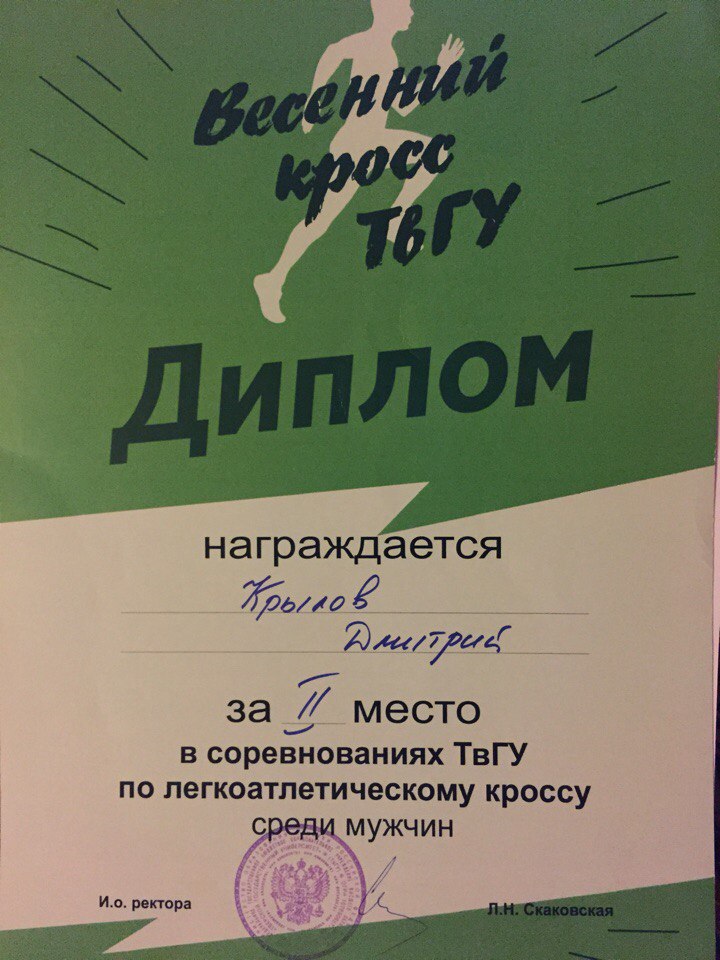 Весенний
кросс
ТвГУ
Диплом
награждается
Крылов
Дмитрий
за II место
в соревнованиях ТвГУ
по легкоатлетическому кроссу
среди мужчин
И.о. ректора
Л.Н. Скаковская